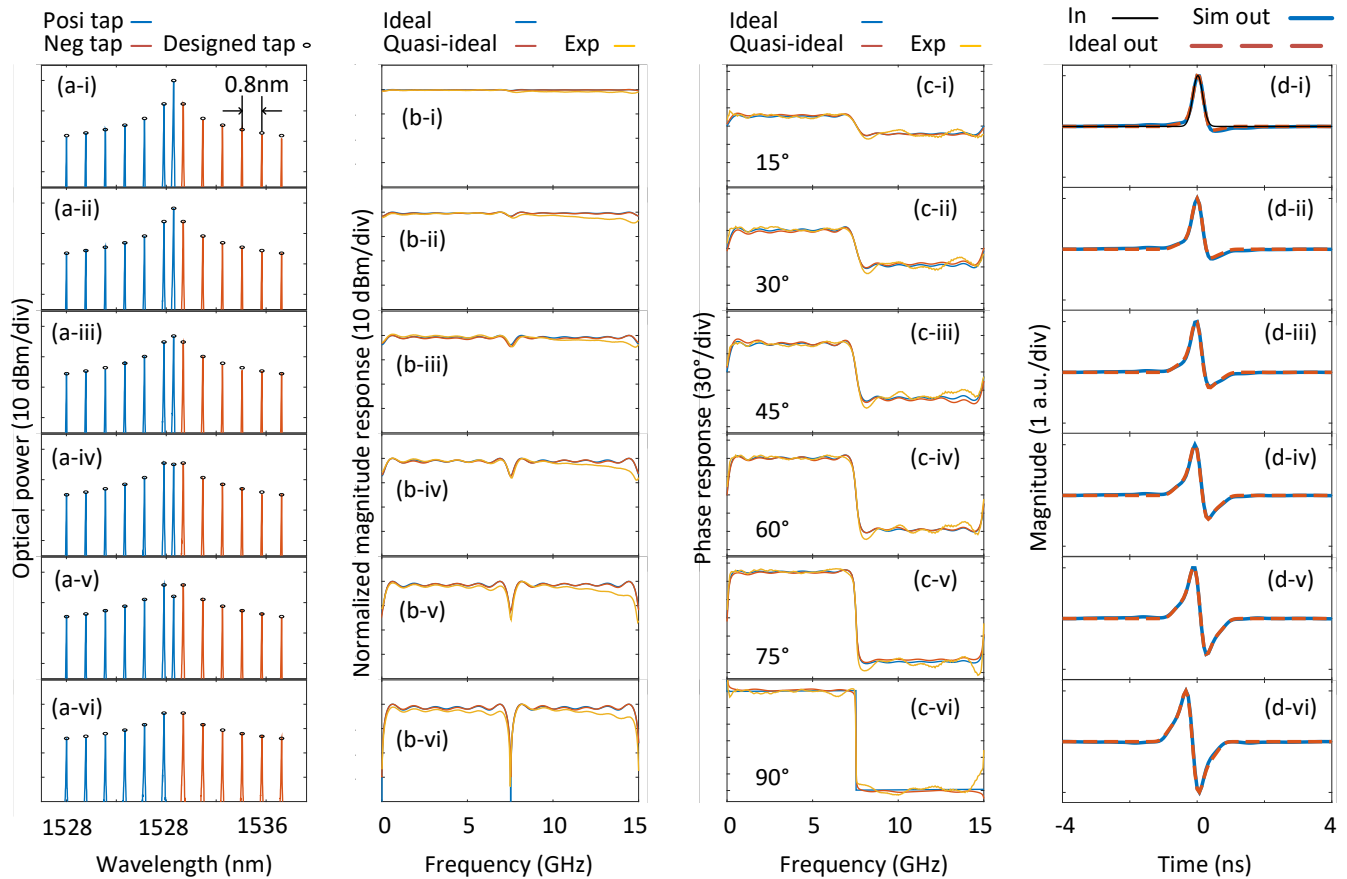 Posi tap
Neg tap Designed tap
Ideal
Quasi-ideal Exp
Ideal
Quasi-ideal Exp
In Sim out
Ideal out
Optical power (10 dBm/div)
(a-i) 0.8nm
(a-ii)
(a-iii)
(a-iv)
(a-v)
(a-vi)
1528 1528 1536
Wavelength (nm)
Normalized magnitude response (10 dBm/div)
(b-i)
(b-ii)
(b-iii)
(b-iv)
(b-v)
(b-vi)
0 5 10 15
Frequency (GHz)
Phase response (30°/div)
(c-i)
15°
(c-ii)
30°
(c-iii)
45°
(c-iv)
60°
(c-v)
75°
(c-vi)
90°
0 5 10 15
Frequency (GHz)
Magnitude (1 a.u./div)
(d-i)
(d-ii)
(d-iii)
(d-iv)
(d-v)
(d-vi)
-4 0 4
Time (ns)